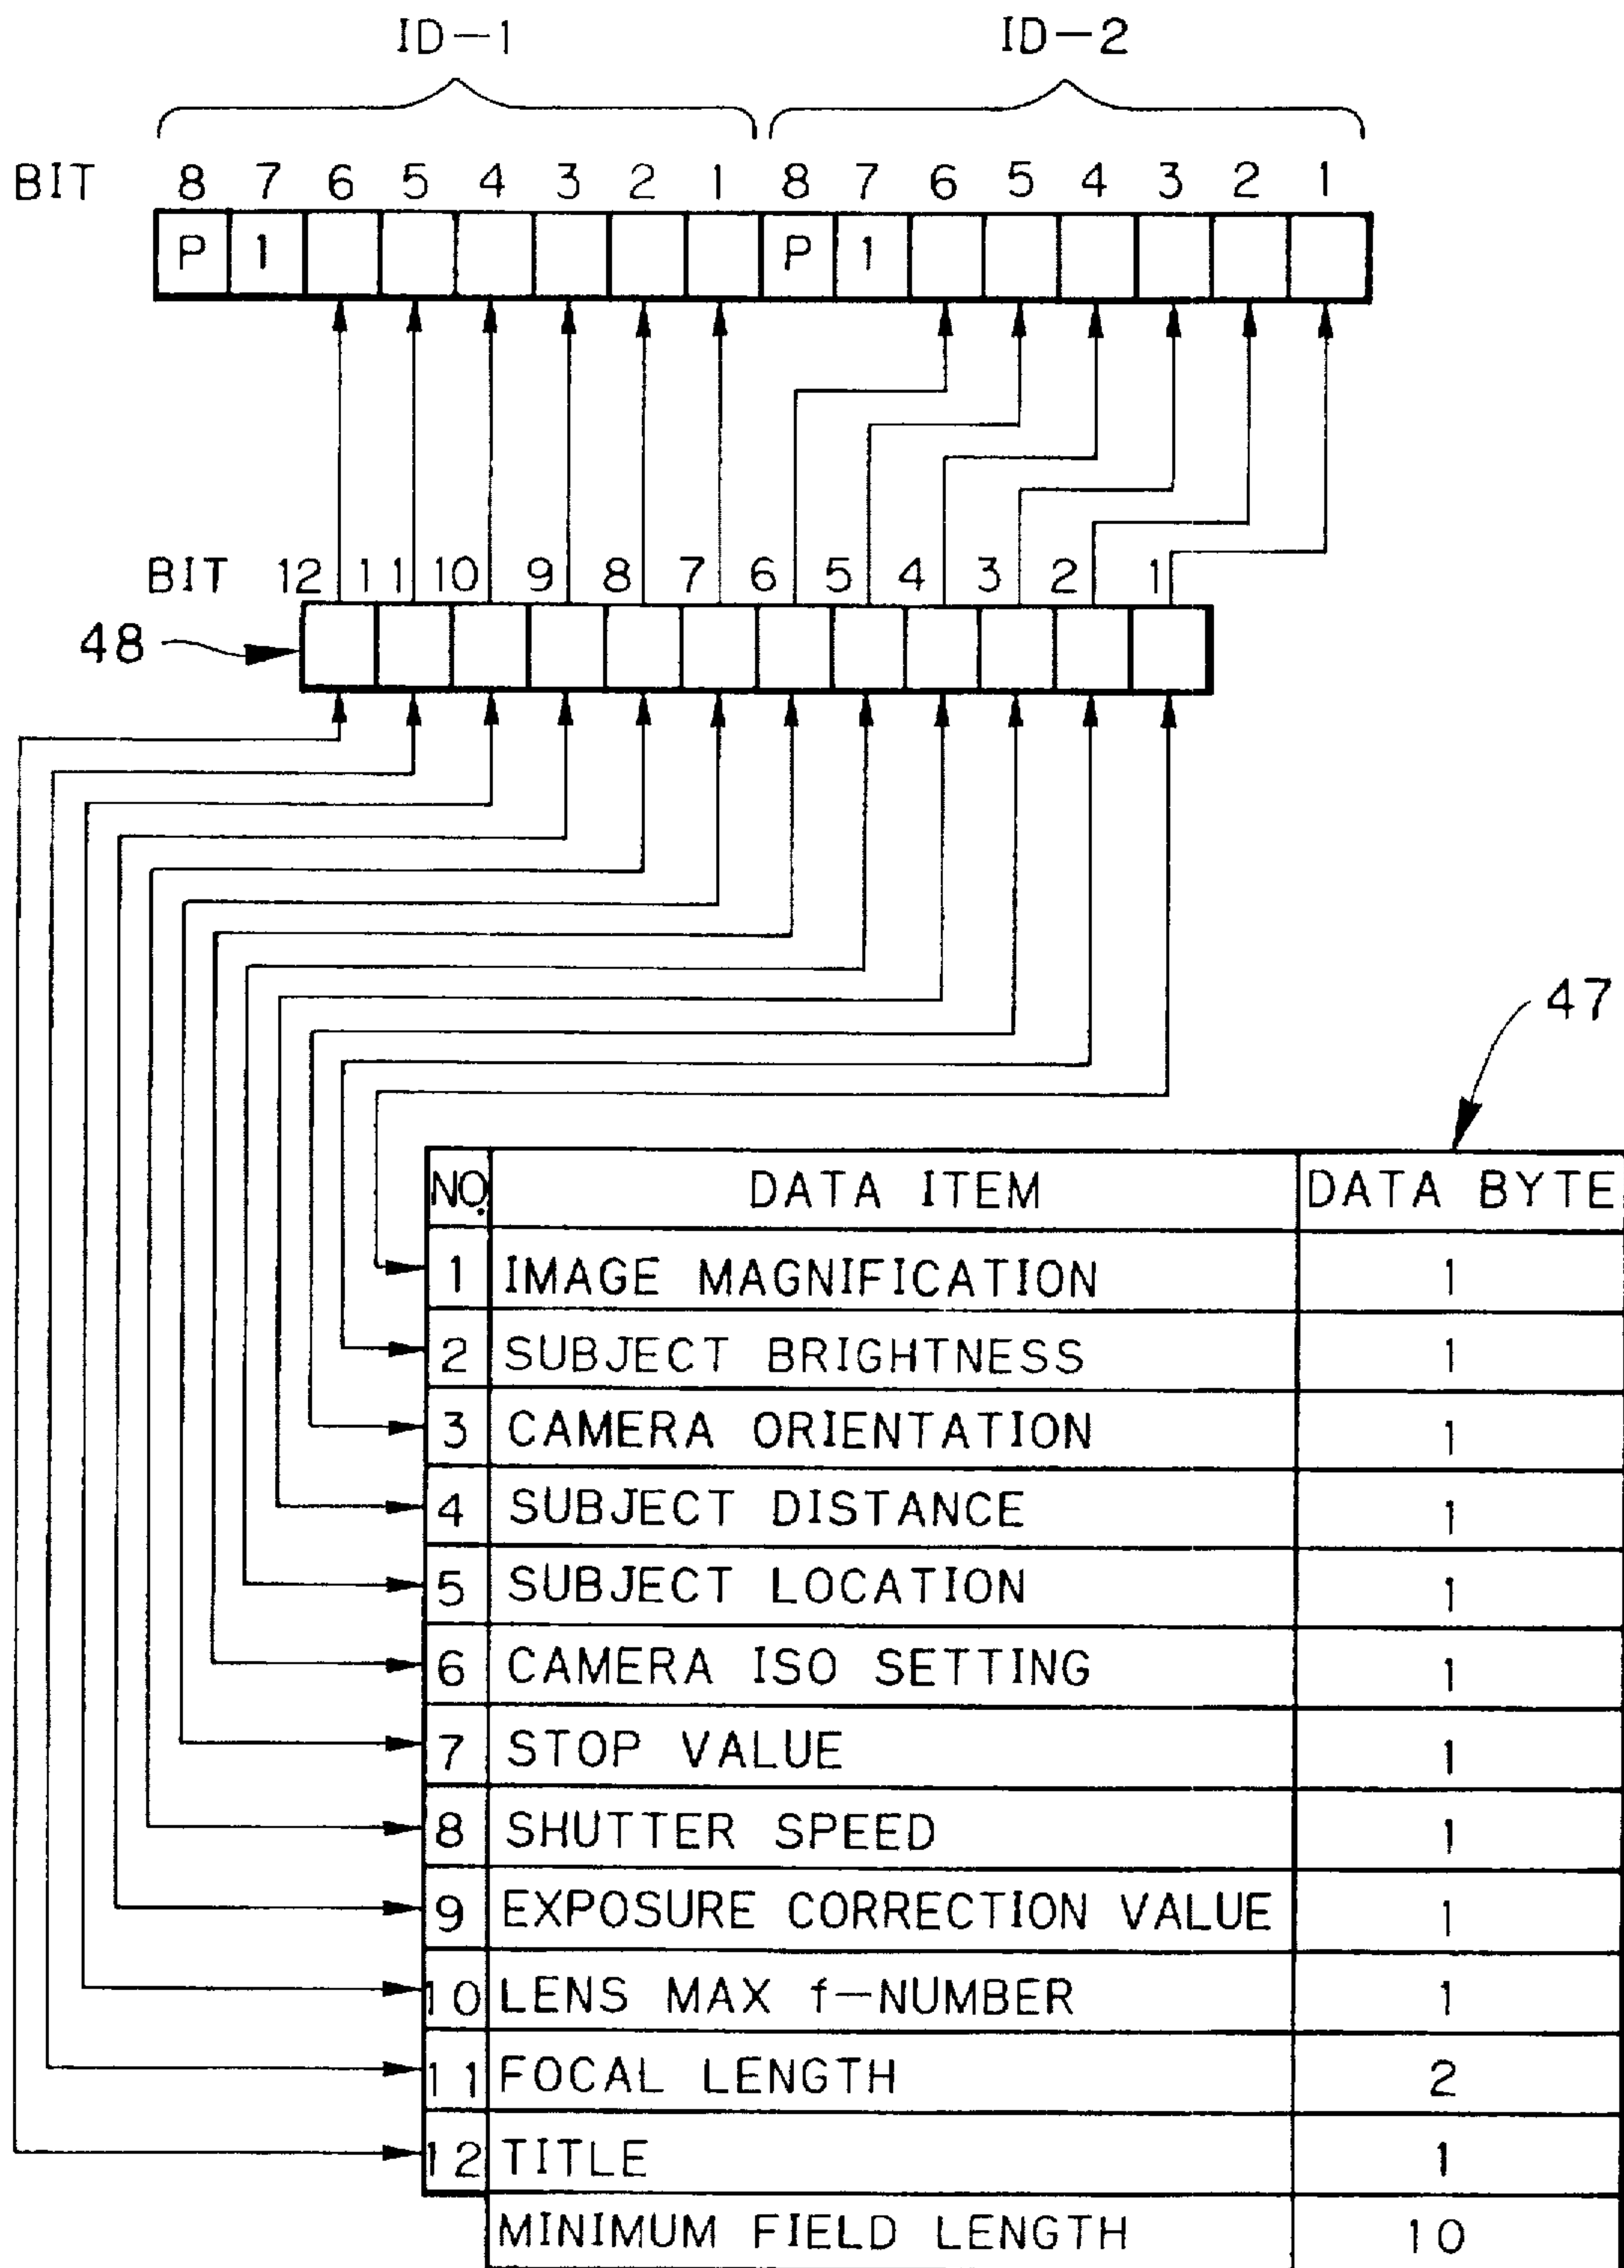 ID-1 ID-2
BIT 8 7 6 5 4 3 2 1 8 7 6 5 4 3 2 1
P 1 P 1
BIT 12 11 10 9 8 7 6 5 4 3 2 1
48
47
NO. DATA ITEM DATA BYTE
1 IMAGE MAGNIFICATION 1
2 SUBJECT BRIGHTNESS 1
3 CAMERA ORIENTATION 1
4 SUBJECT DISTANCE 1
5 SUBJECT LOCATION 1
6 CAMERA ISO SETTING 1
7 STOP VALUE 1
8 SHUTTER SPEED 1
9 EXPOSURE CORRECTION VALUE 1
10 LENS MAX f-NUMBER 1
11 FOCAL LENGTH 2
12 TITLE 1
MINIMUM FIELD LENGTH 10